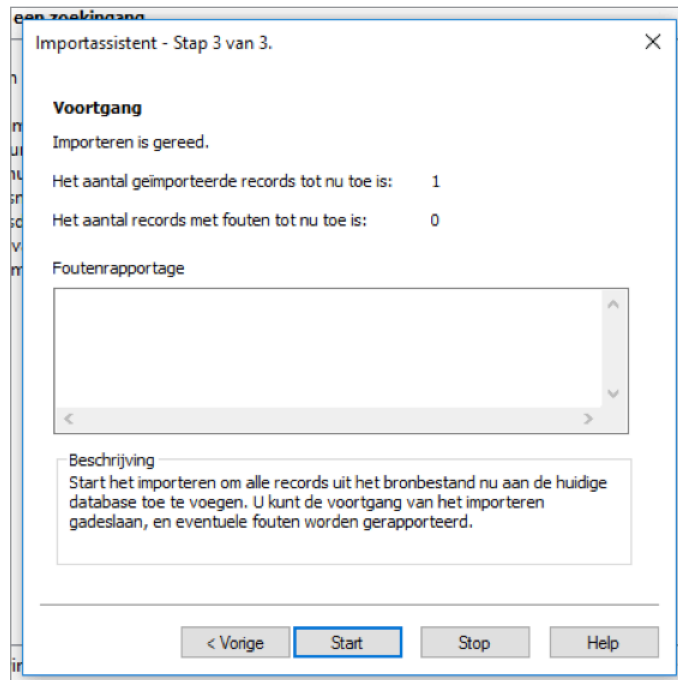 een zoekingang
Importassistent - Stap 3 van 3.
Voortgang
Importeren is gereed.
Het aantal geïmporteerde records tot nu toe is: 1
Het aantal records met fouten tot nu toe is: 0
Foutenrapportage
Beschrijving
Start het importeren om alle records uit het bronbestand nu aan de huidige
database toe te voegen. U kunt de voortgang van het importeren
gadeslaan, en eventuele fouten worden gerapporteerd.
< Vorige Start Stop Help